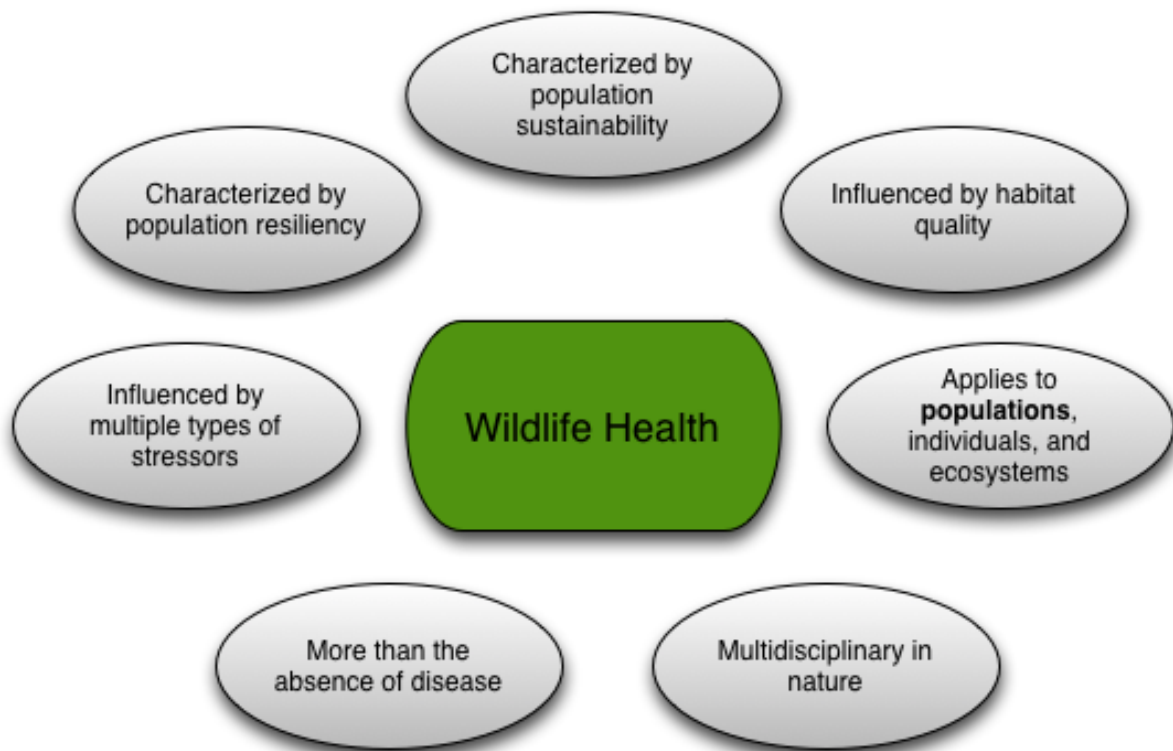 Characterized by
population
sustainability
Characterized by
population resiliency
Influenced by habitat
quality
Influenced by
multiple types of
stressors
Wildlife Health
Applies to
populations,
individuals, and
ecosystems
More than the
absence of disease
Multidisciplinary in
nature